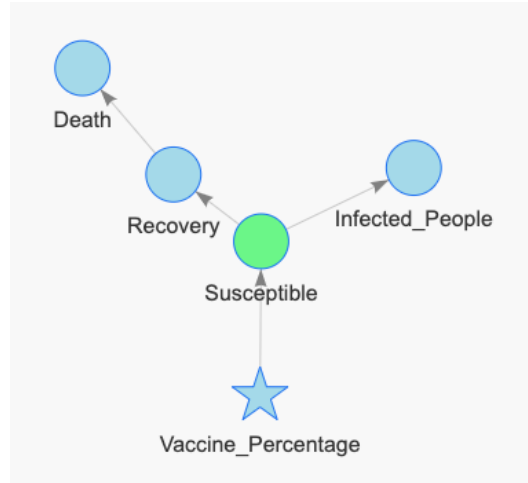 Death
Recovery
Infected_People
Susceptible
Vaccine_Percentage